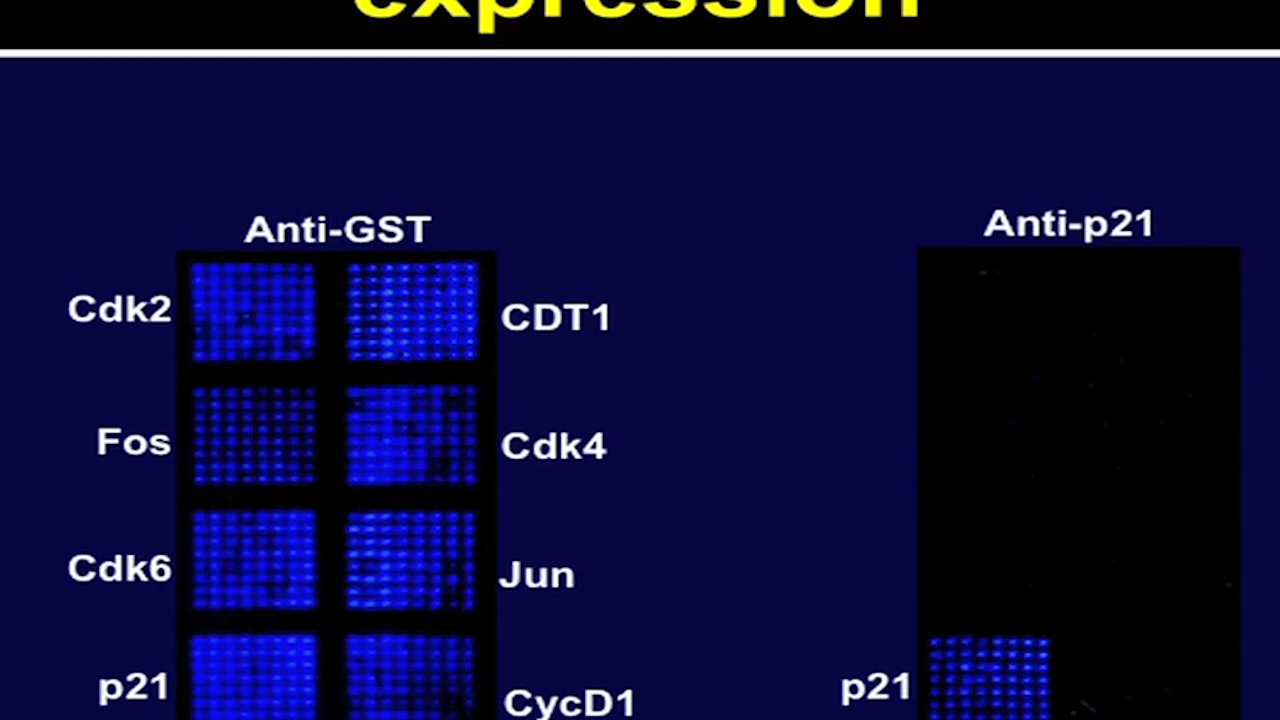 expression
Anti-GST
Anti-p21
Cdk2
CDT1
Fos
Cdk4
Cdk6
Jun
p21
CycD1
p21